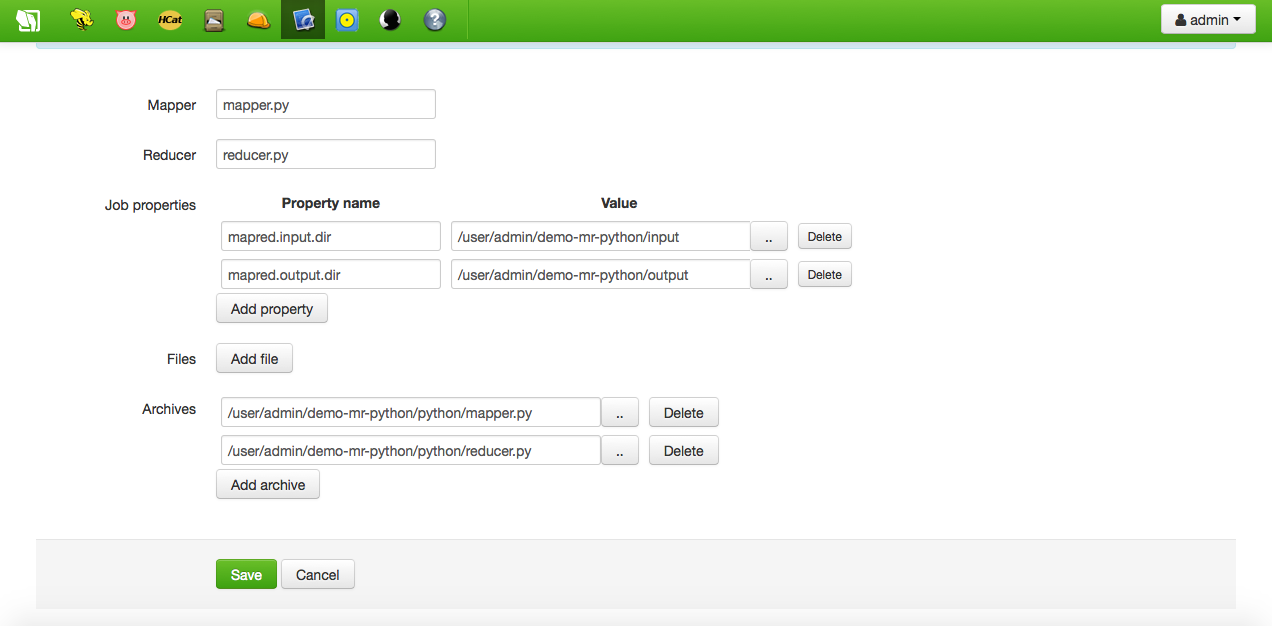 HCat
? admin
Mapper mapper.py
Reducer reducer.py
Job properties Property name Value
mapred.input.dir /user/admin/demo-mr-python/input .. Delete
mapred.output.dir /user/admin/demo-mr-python/output .. Delete
Add property
Files Add file
Archives /user/admin/demo-mr-python/python/mapper.py .. Delete
/user/admin/demo-mr-python/python/reducer.py .. Delete
Add archive
Save Cancel